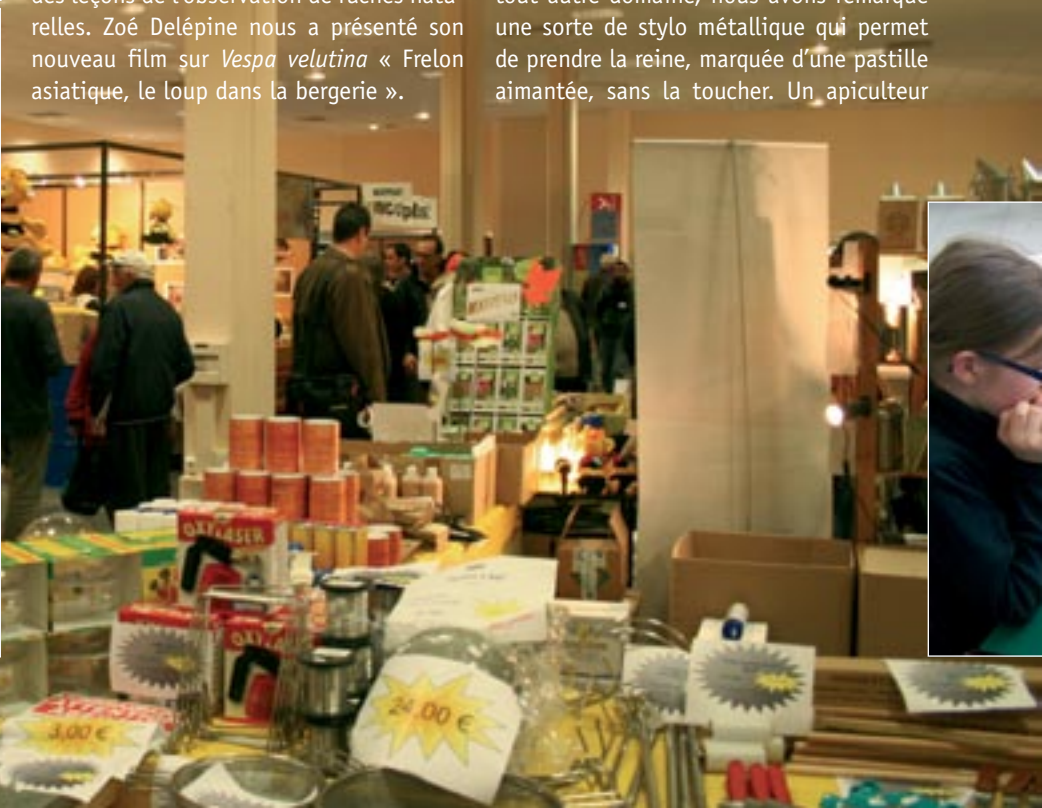 des leçons de l'observation de ruches natu-
relles. Zoé Delépine nous a présenté son
nouveau film sur Vespa velutina « Frelon
asiatique, le loup dans la bergerie ».
tout autre domaine, nous avons remarqué
une sorte de stylo métallique qui permet
de prendre la reine, marquée d'une pastille
aimantée, sans la toucher. Un apiculteur
3,00 €
24,00 €